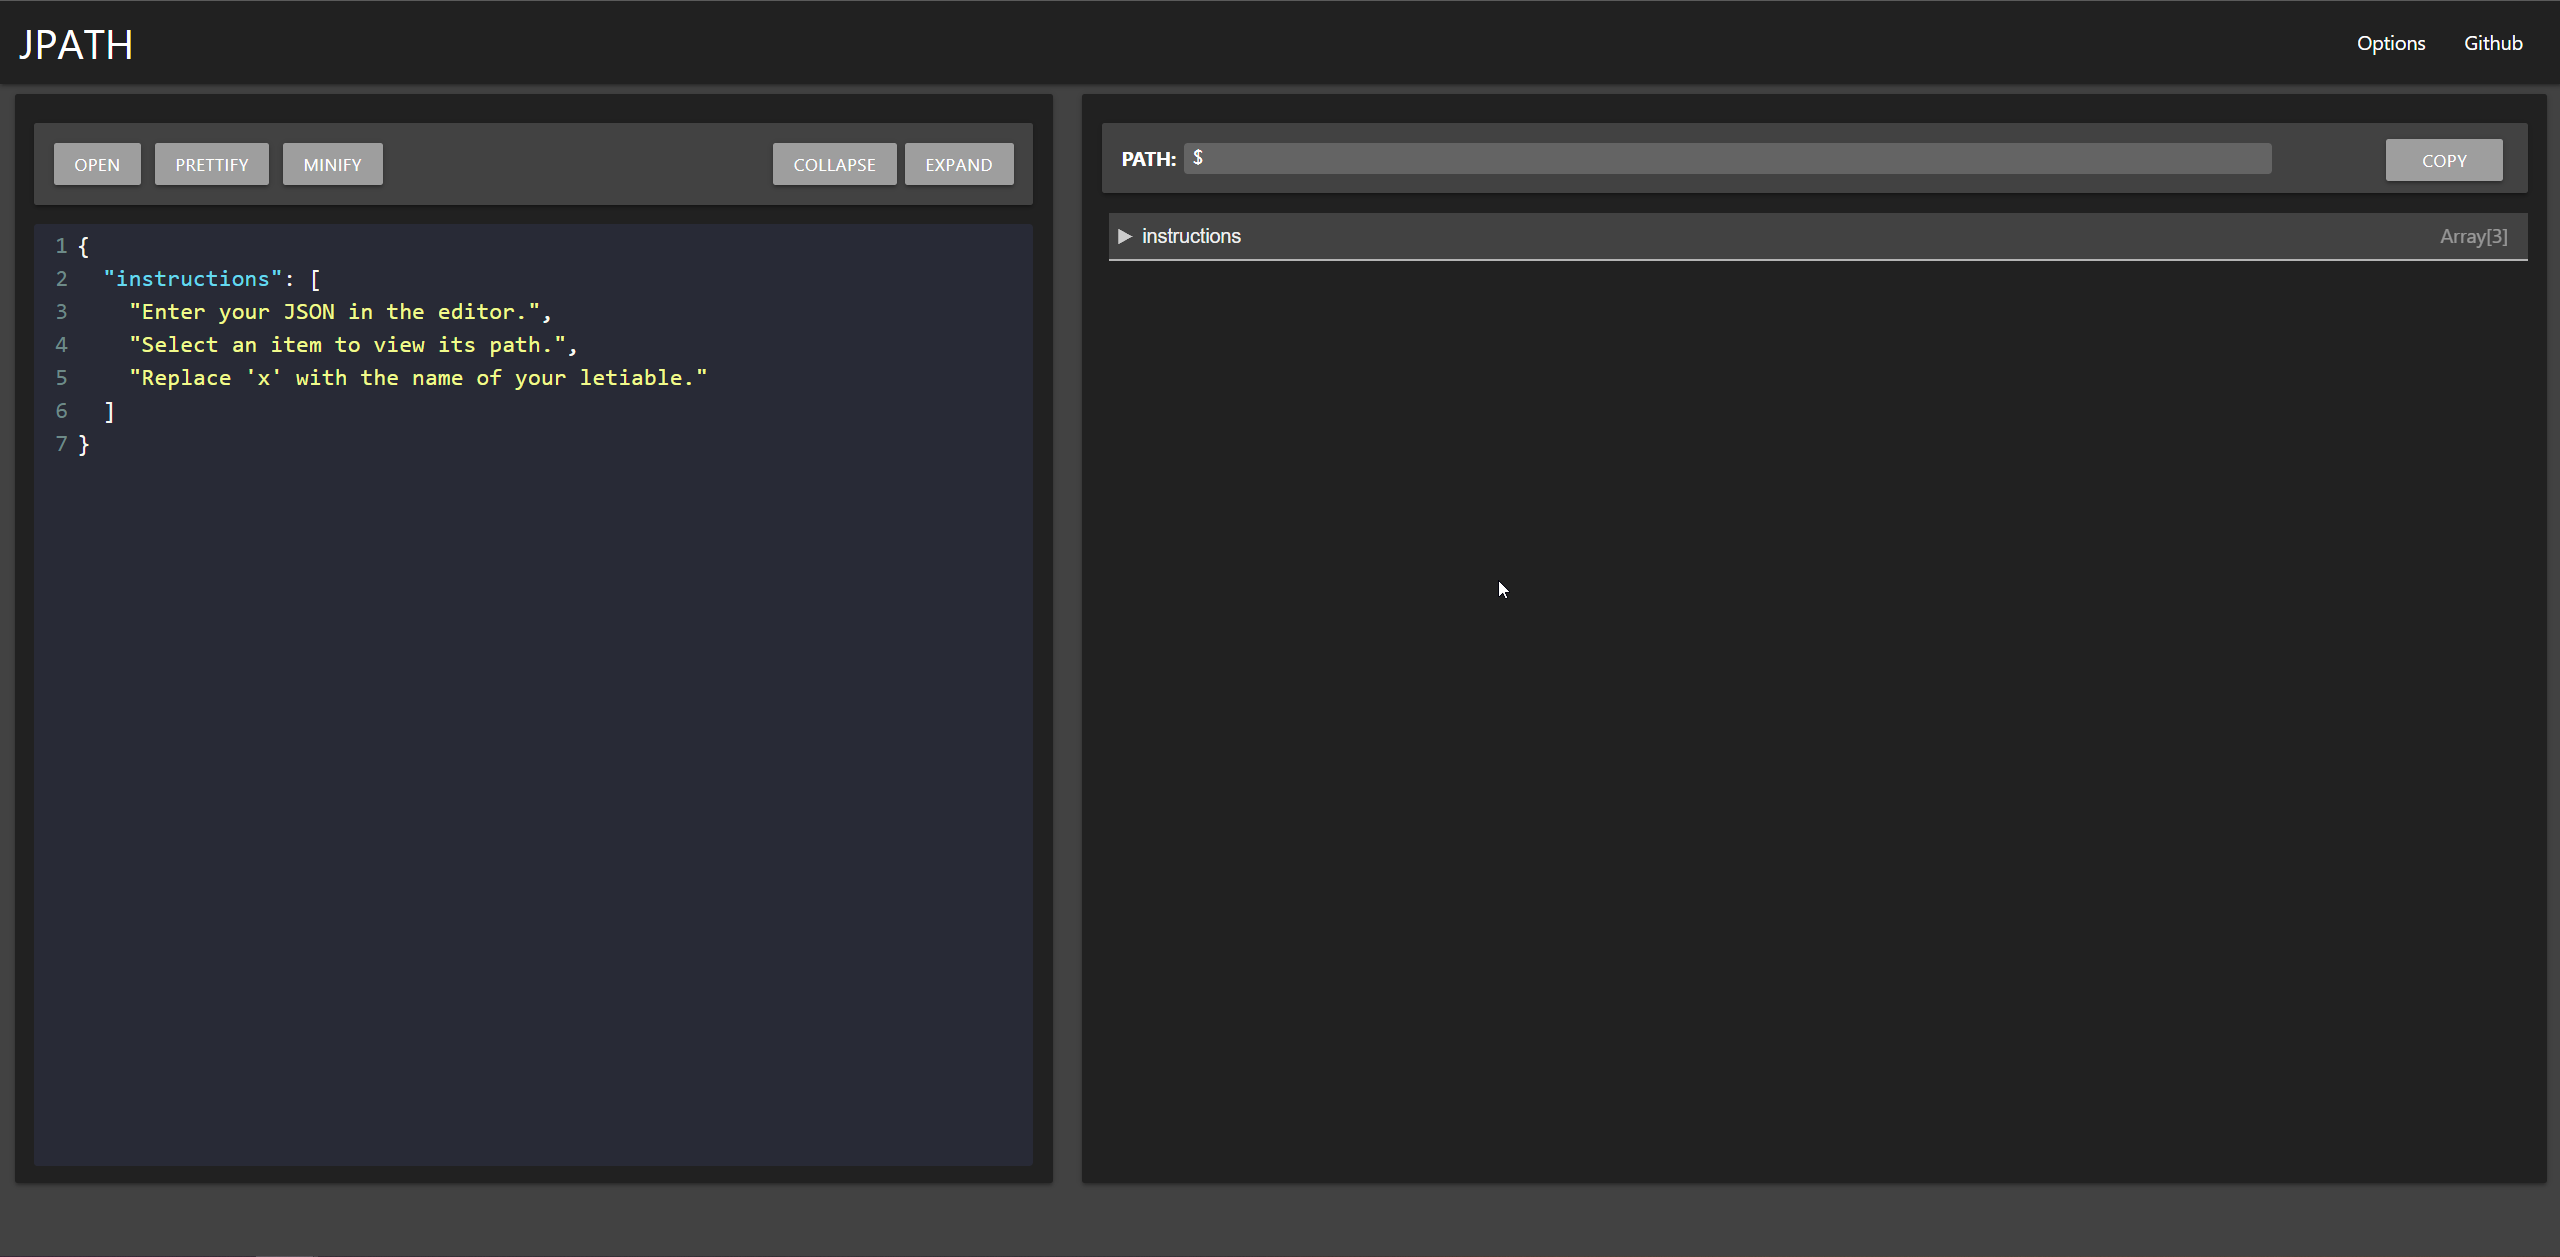 JPATH
Options Github
OPEN PRETTIFY MINIFY COLLAPSE EXPAND
1 {
2 "instructions": [
3 "Enter your JSON in the editor.",
4 "Select an item to view its path.",
5 "Replace 'x' with the name of your letiable."
6 ]
7 }
PATH: $ COPY
instructions Array[3]